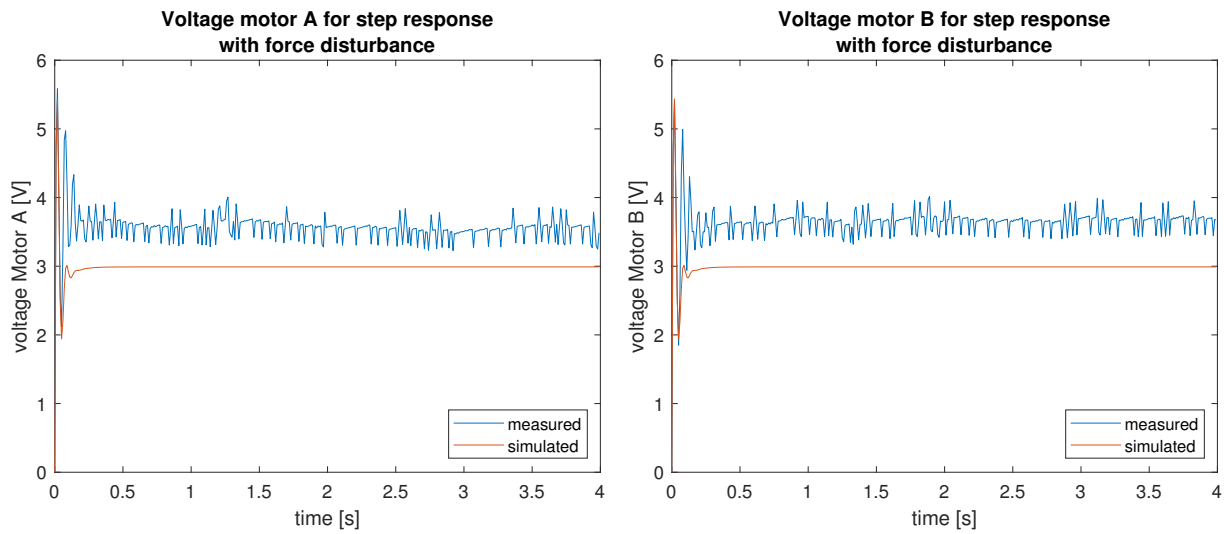 Voltage motor A for step response
with force disturbance
voltage Motor A [V]
6
5
4
3
2
1
0
measured
simulated
0 0.5 1 1.5 2 2.5 3 3.5 4
time [s]
Voltage motor B for step response
with force disturbance
voltage Motor B [V]
6
5
4
3
2
1
0
measured
simulated
0 0.5 1 1.5 2 2.5 3 3.5 4
time [s]